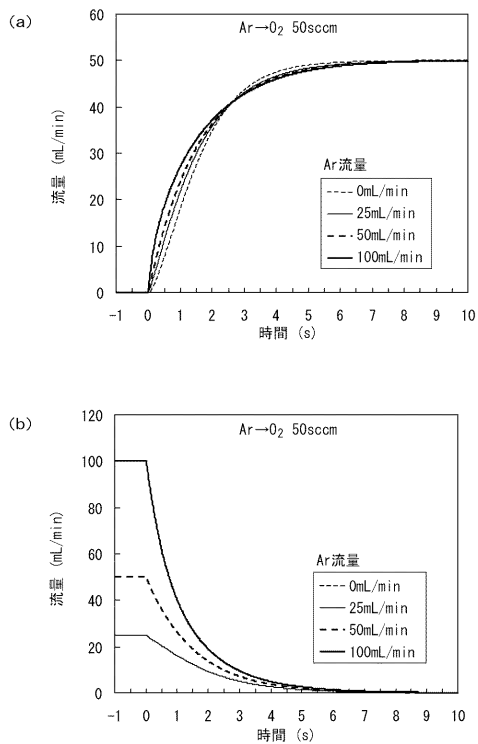 (a)
Ar→O2 50sccm
60
50
40
30
20
10
0
流量 (mL/min)
Ar流量
0mL/min
25mL/min
50mL/min
100mL/min
-1 0 1 2 3 4 5 6 7 8 9 10
時間 (s)
(b)
Ar→O2 50sccm
120
100
80
60
40
20
0
流量 (mL/min)
Ar流量
0mL/min
25mL/min
50mL/min
100mL/min
-1 0 1 2 3 4 5 6 7 8 9 10
時間 (s)